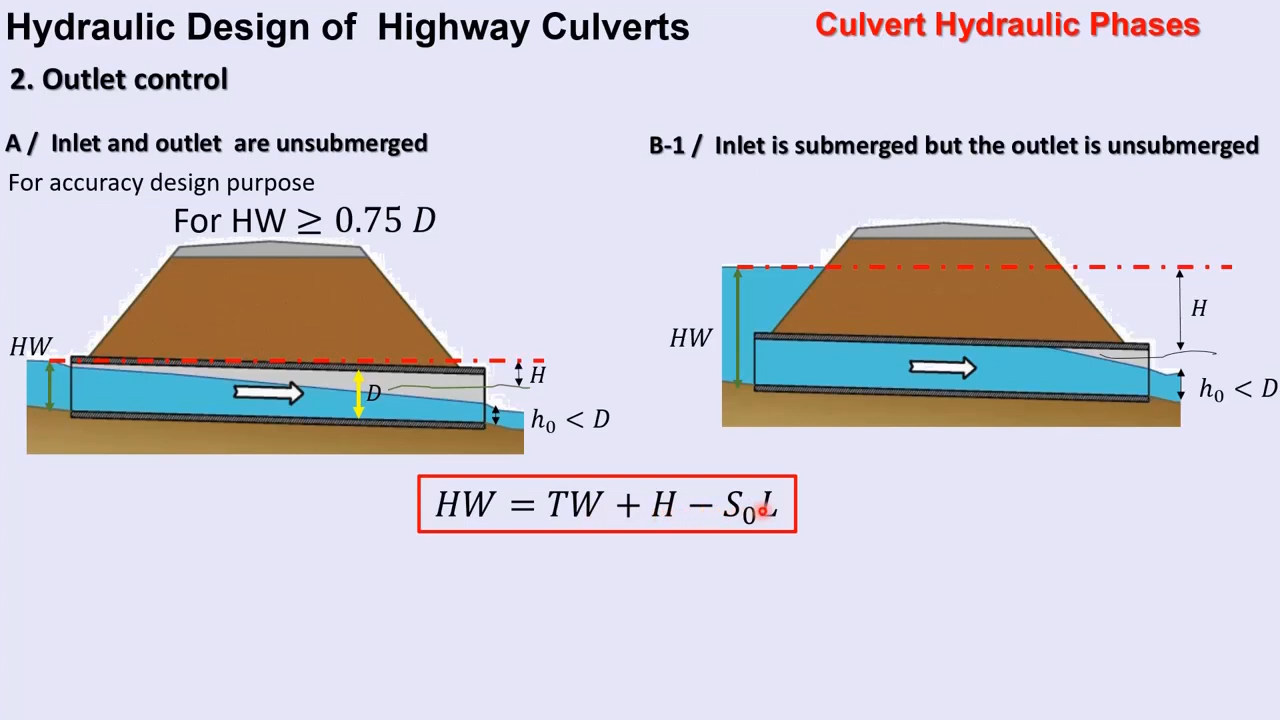 Hydraulic Design of Highway Culverts
Culvert Hydraulic Phases
2. Outlet control
A / Inlet and outlet are unsubmerged
For accuracy design purpose
For HW ≥ 0.75 D
HW
D
H
h₀ < D
B-1 / Inlet is submerged but the outlet is unsubmerged
HW
H
h₀ < D
HW = TW + H − S₀L